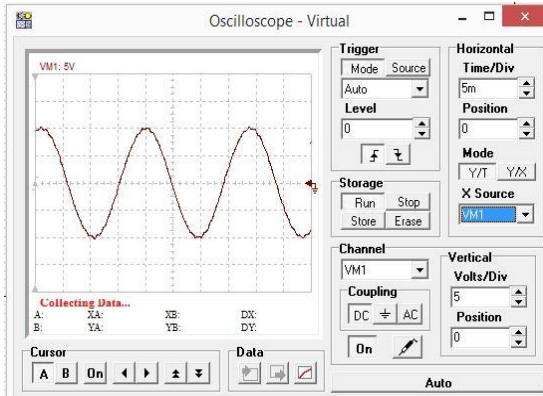 Oscilloscope - Virtual
VM1: 5V
Collecting Data...
A: XA: XB: DX:
B: YA: YB: DY:
Cursor
A B On
Data
Trigger
Mode Source
Auto
Level
0
Storage
Run Stop
Store Erase
Horizontal
Time/Div
5m
Position
0
Mode
Y/T Y/X
X Source
VM1
Channel
VM1
Coupling
DC AC
On
Vertical
Volts/Div
5
Position
0
Auto